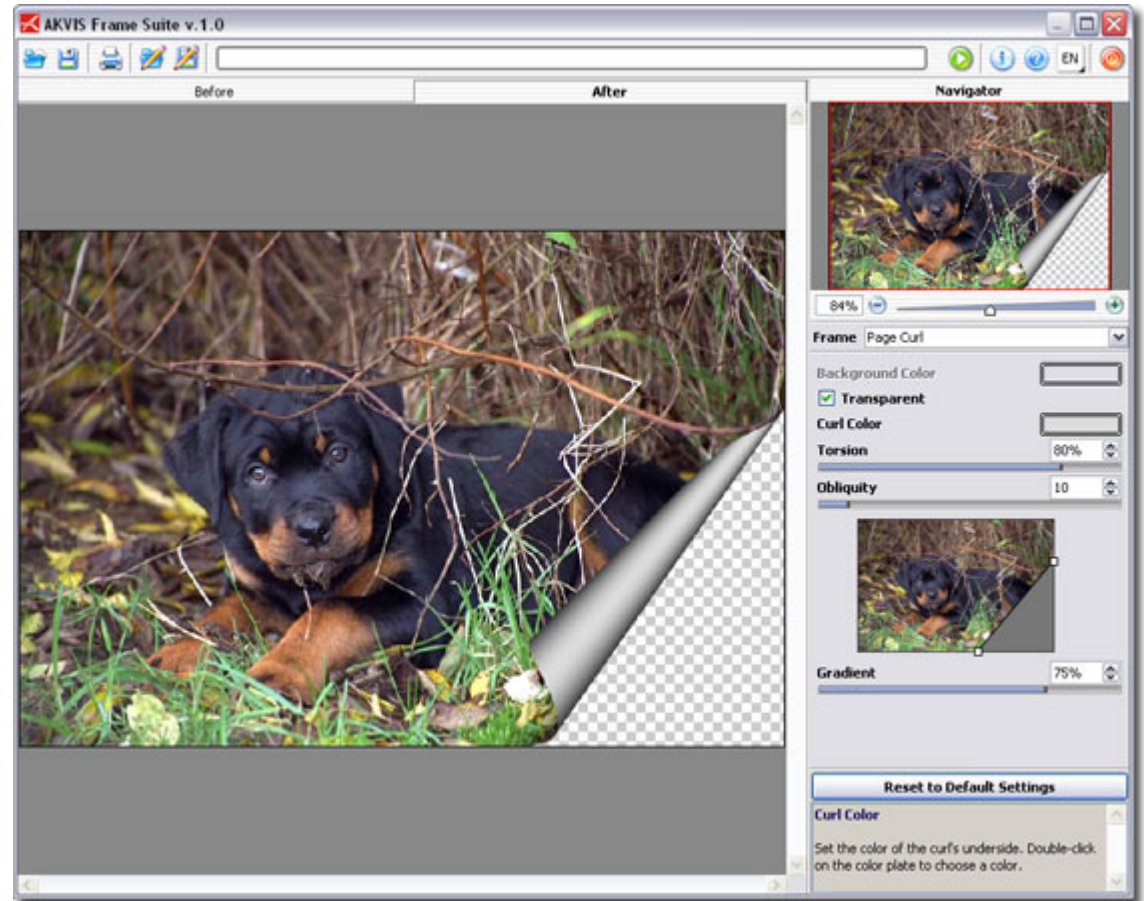 AKVIS Frame Suite v.1.0
EN
Before
After
Navigator
84%
Frame Page Curl
Background Color
Transparent
Curl Color
Torsion 80%
Obliquity 10
Gradient 75%
Reset to Default Settings
Curl Color
Set the color of the curl's underside. Double-click
on the color plate to choose a color.